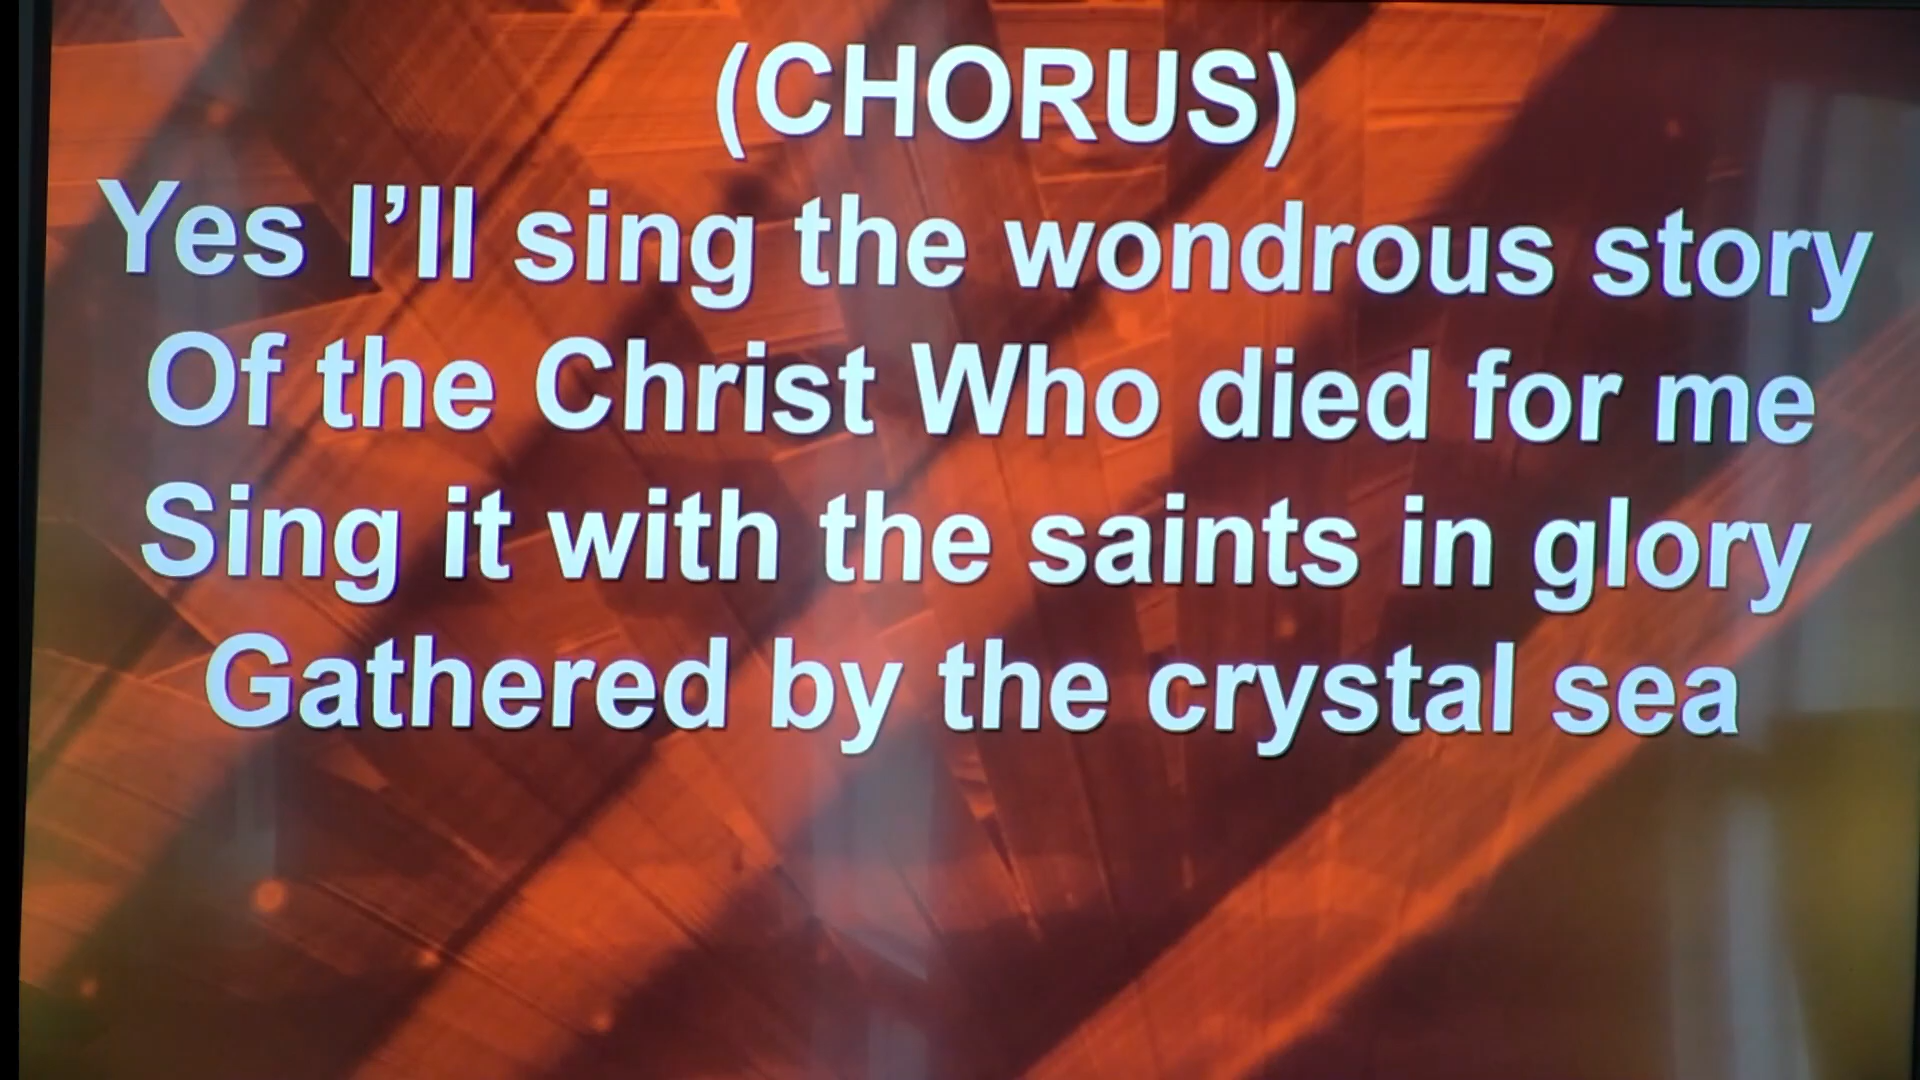 (CHORUS)
Yes I’ll sing the wondrous story
Of the Christ Who died for me
Sing it with the saints in glory
Gathered by the crystal sea